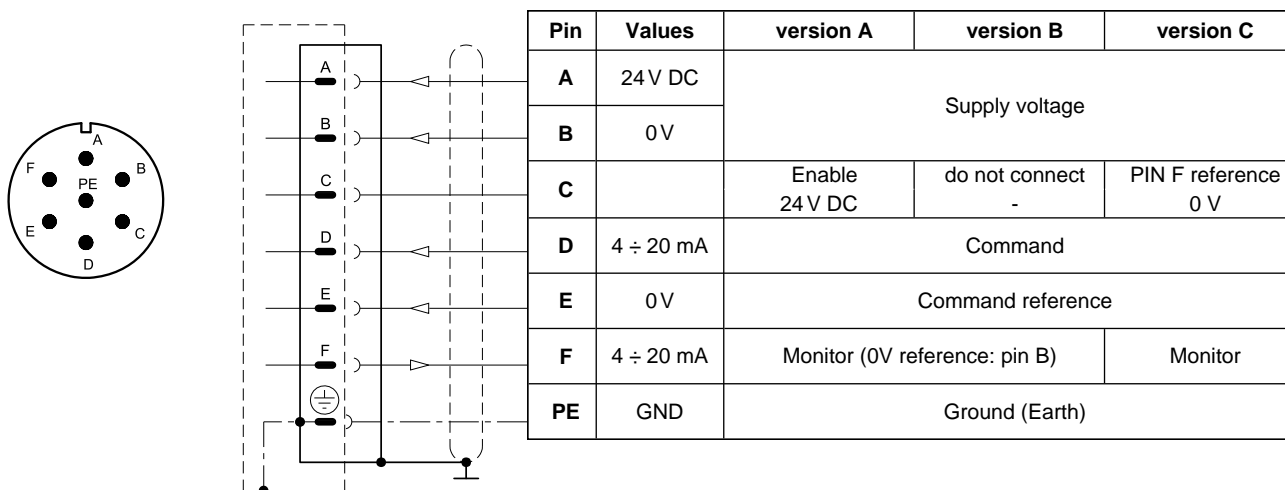 A
B
C
D
E
F
PE
A
B
C
D
E
F
Pin Values version A version B version C
A 24 V DC Supply voltage
B 0 V
C Enable do not connect PIN F reference
24 V DC - 0 V
D 4 ÷ 20 mA Command
E 0 V Command reference
F 4 ÷ 20 mA Monitor (0V reference: pin B) Monitor
PE GND Ground (Earth)